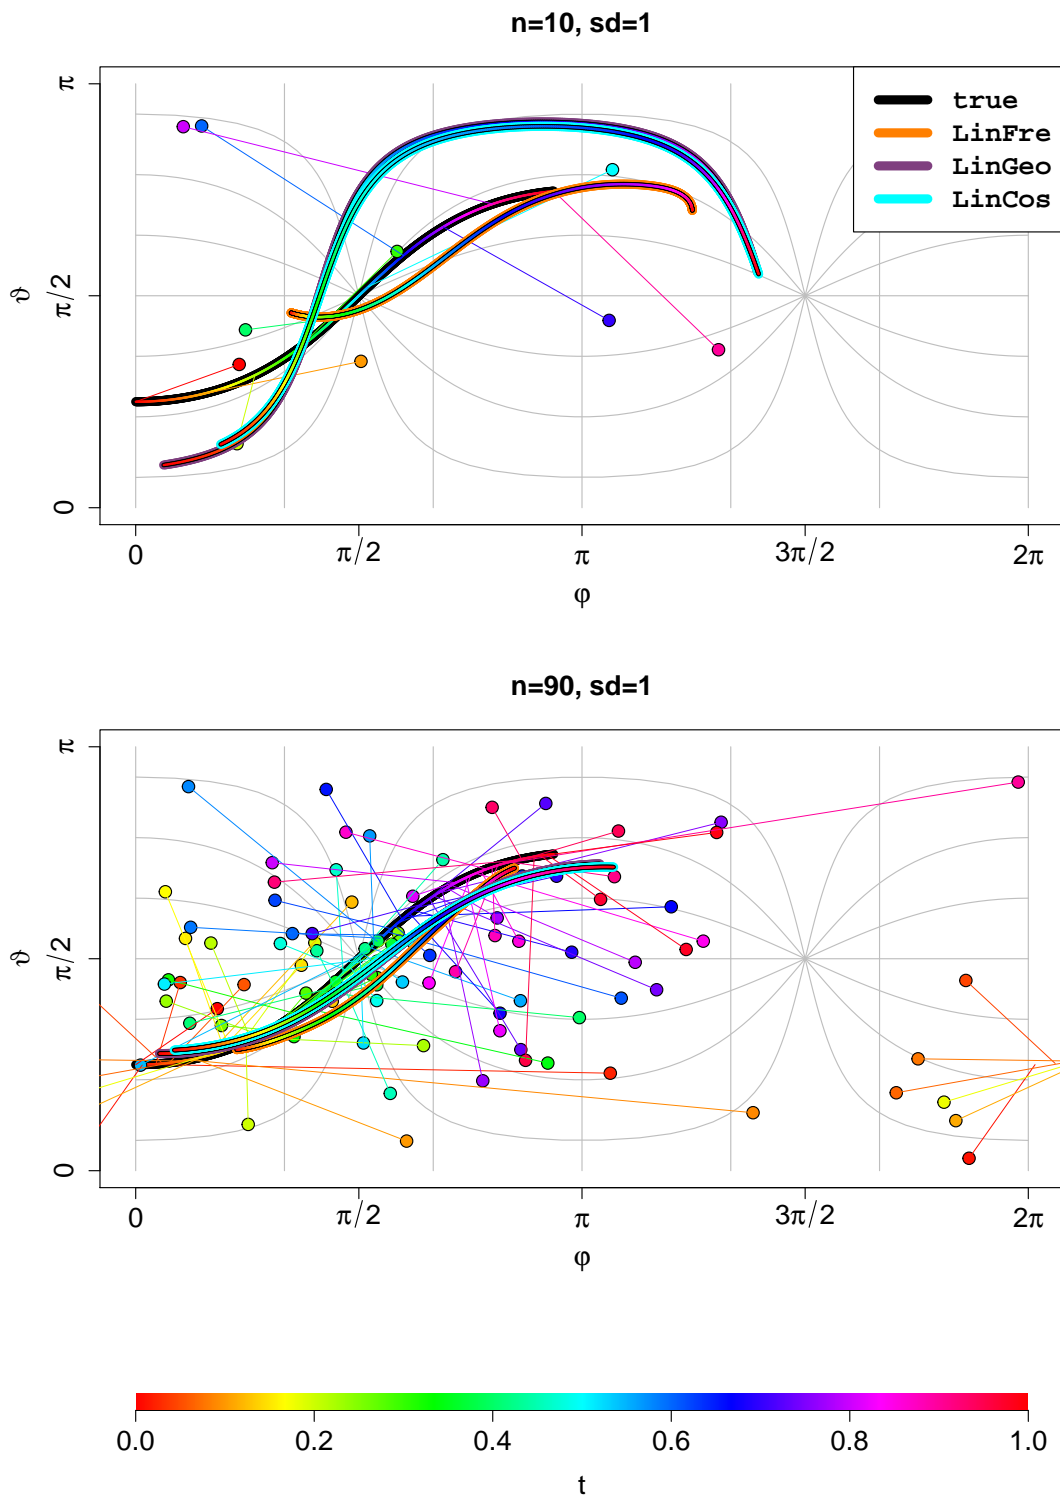 n=10, sd=1
π
π/2
0
ϑ
true
LinFre
LinGeo
LinCos
0
π/2
π
3π/2
2π
φ
n=90, sd=1
π
π/2
0
ϑ
0
π/2
π
3π/2
2π
φ
0.0
0.2
0.4
0.6
0.8
1.0
t